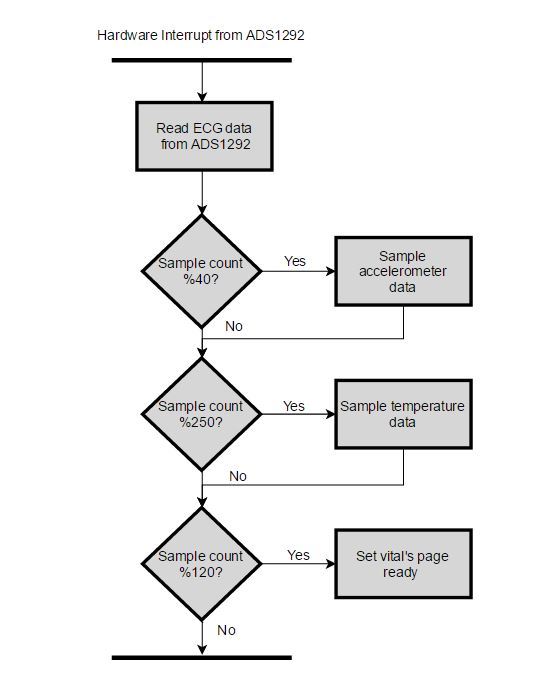 Hardware Interrupt from ADS1292
Read ECG data
from ADS1292
Sample count
%40?
Yes
Sample
accelerometer
data
No
Sample count
%250?
Yes
Sample temperature
data
No
Sample count
%120?
Yes
Set vital's page
ready
No